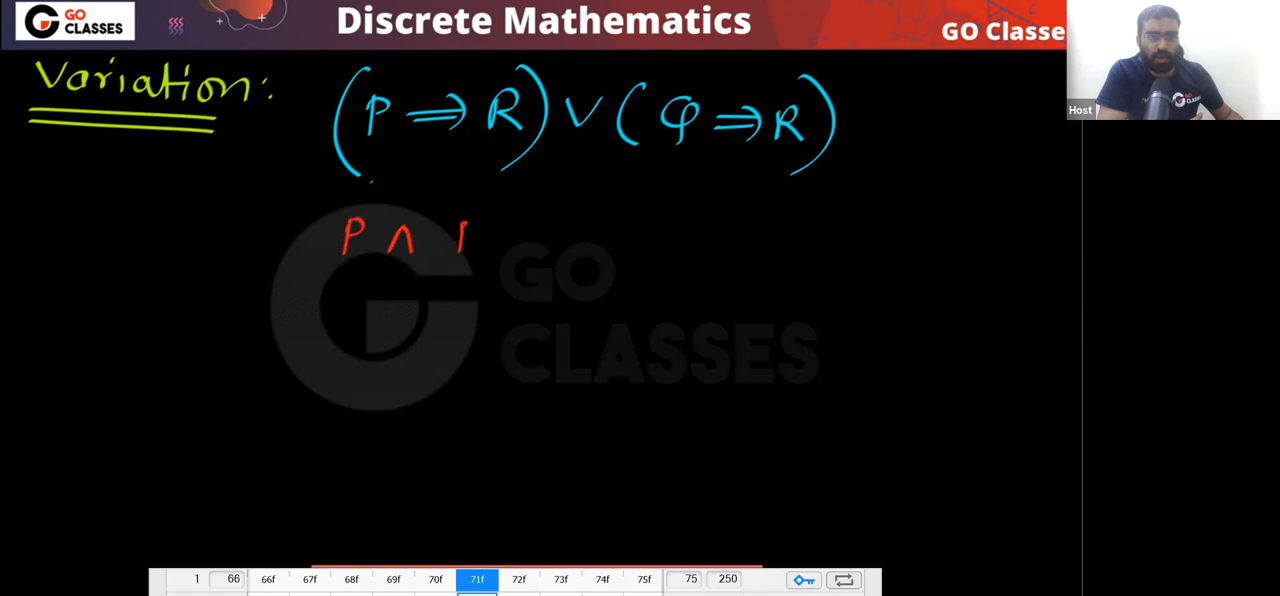 GO CLASSES
Discrete Mathematics
GO Classe
Variation:
(P ⟹ R) ∨ (Q ⟹ R)
Host
P ∧
GO CLASSES
1 66 66f 67f 68f 69f 70f 71f 72f 73f 74f 75f 75 250